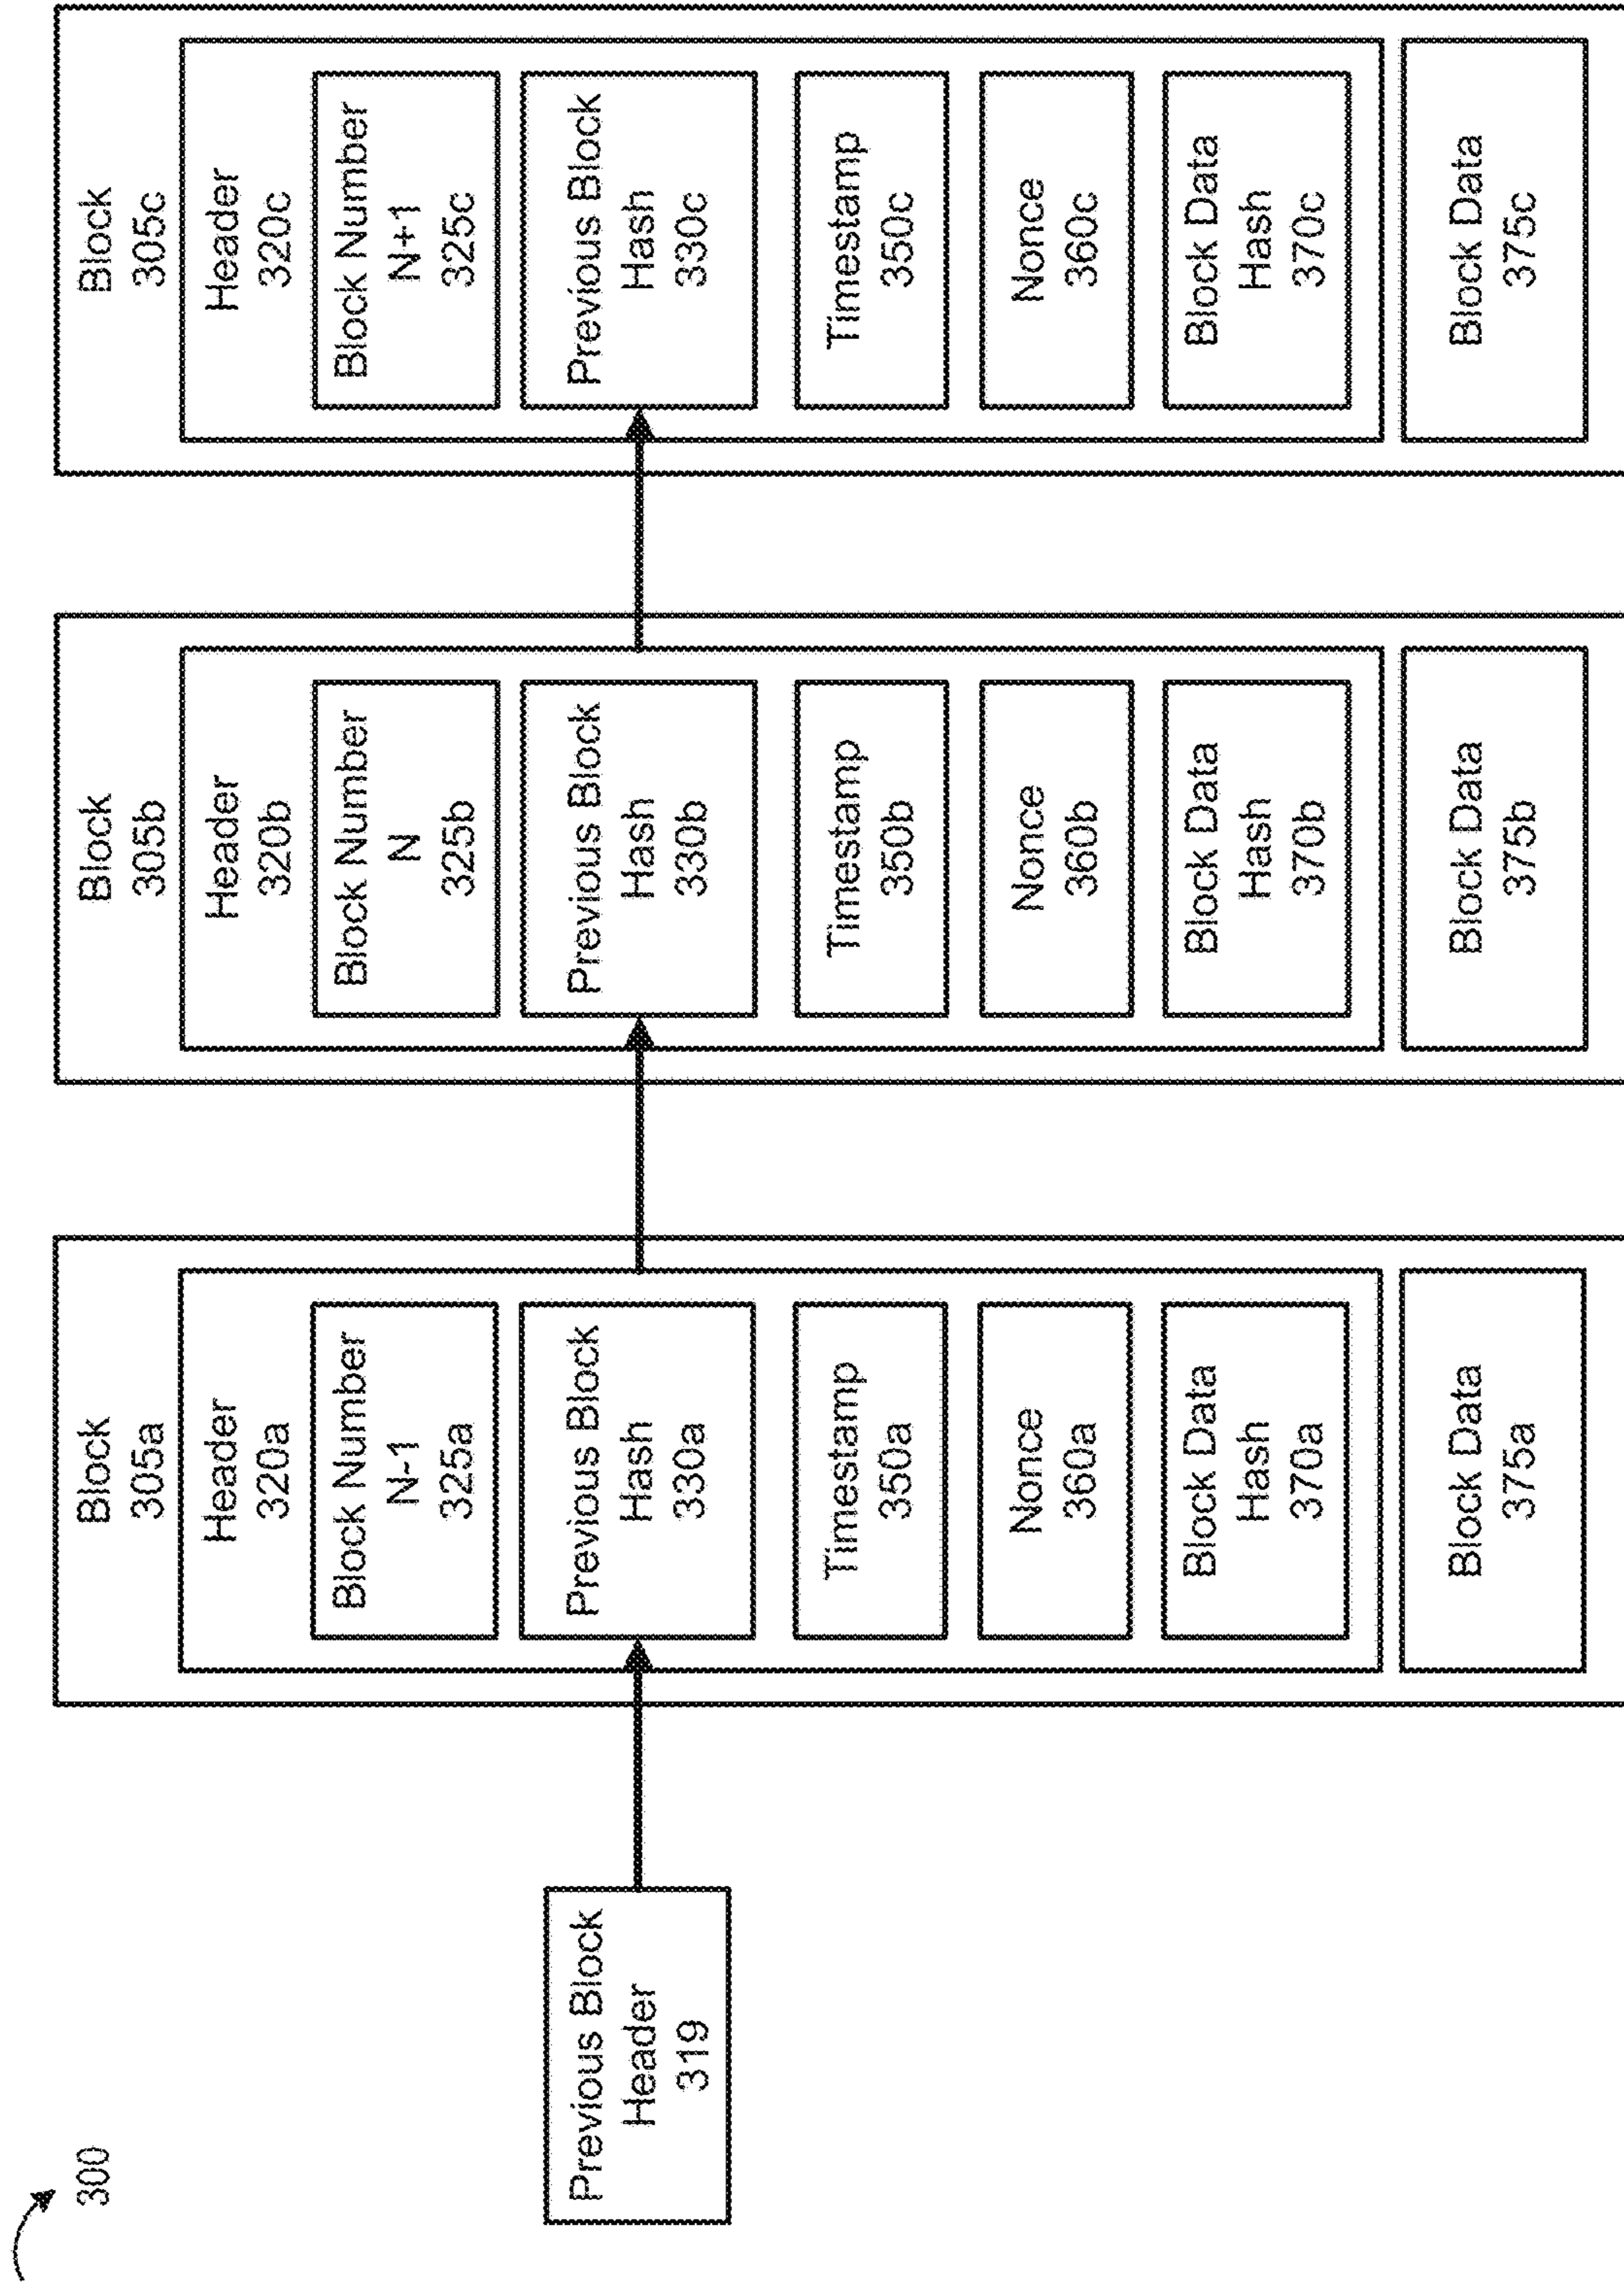 300
Previous Block
Header
319
Block
305a
Header
320a
Block Number
N-1
325a
Previous Block
Hash
330a
Timestamp
350a
Nonce
360a
Block Data
Hash
370a
Block Data
375a
Block
305b
Header
320b
Block Number
N
325b
Previous Block
Hash
330b
Timestamp
350b
Nonce
360b
Block Data
Hash
370b
Block Data
375b
Block
305c
Header
320c
Block Number
N+1
325c
Previous Block
Hash
330c
Timestamp
350c
Nonce
360c
Block Data
Hash
370c
Block Data
375c